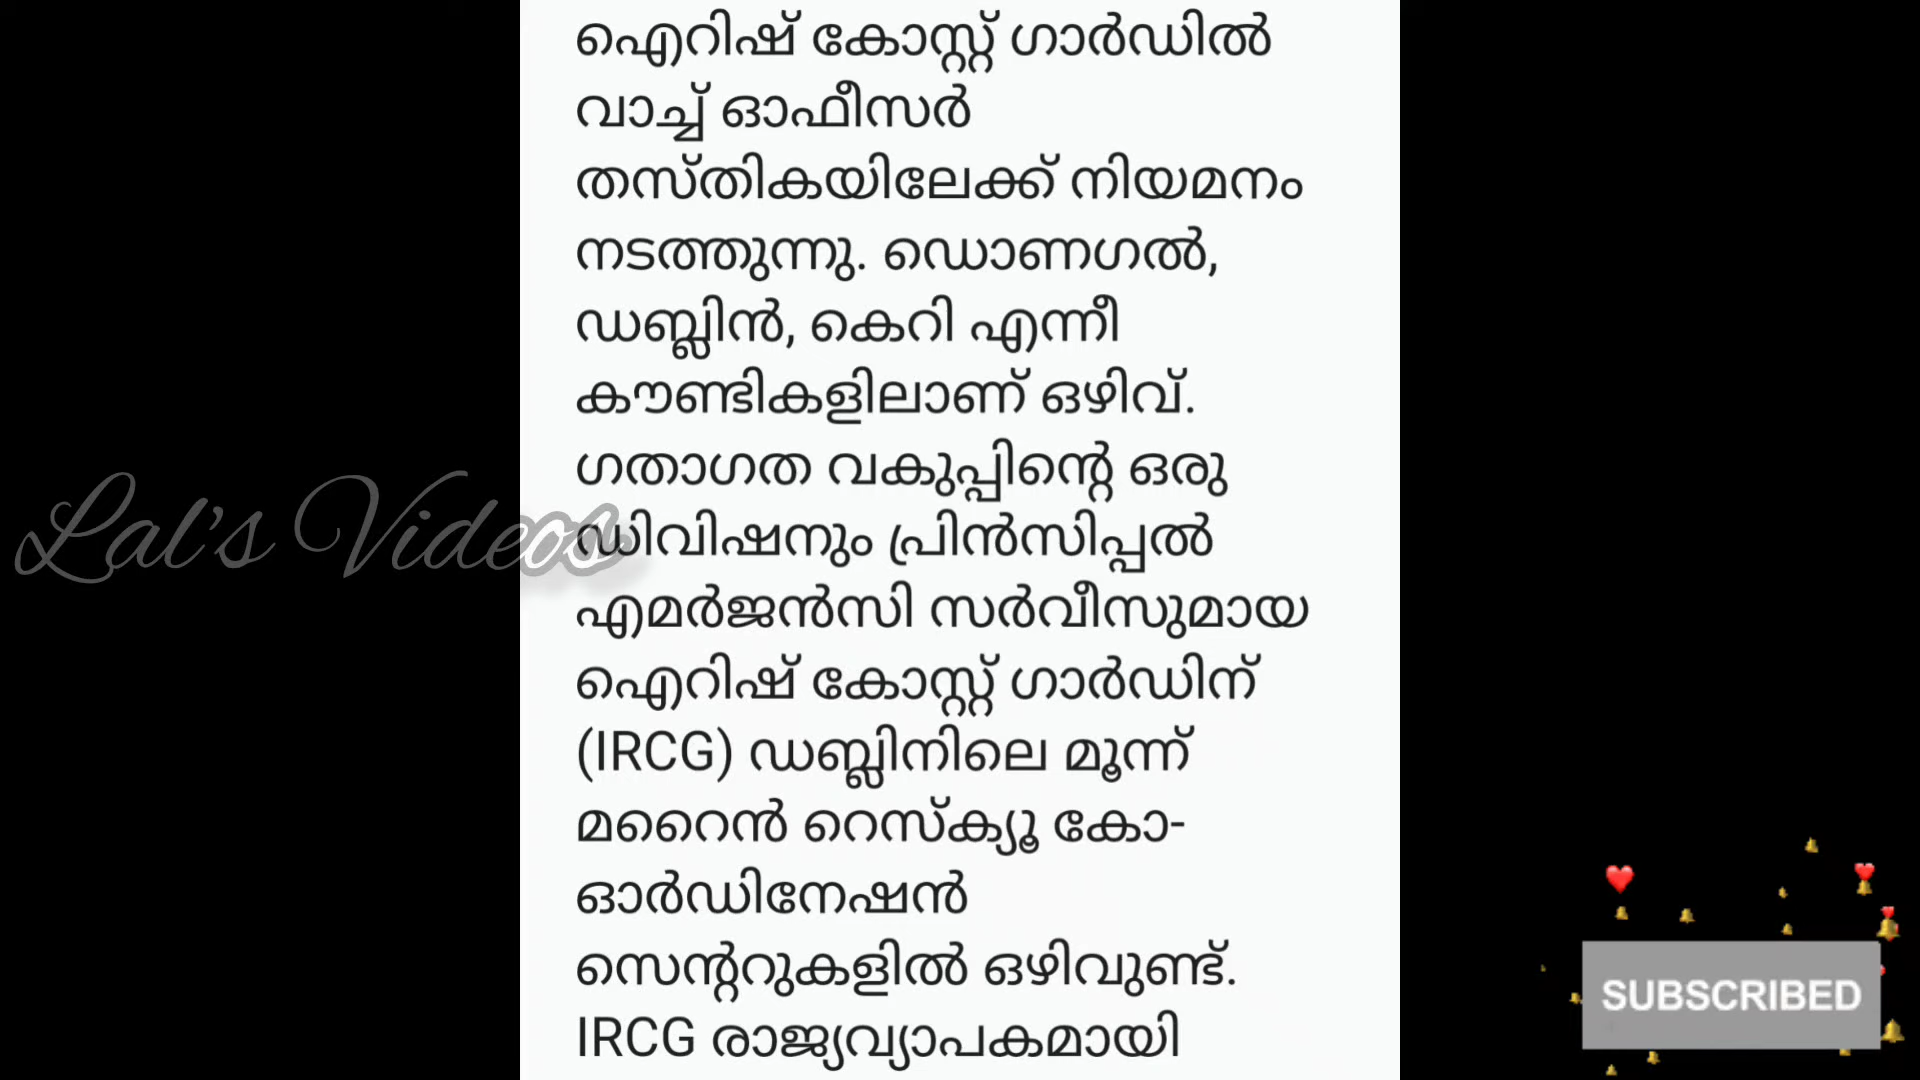 ഐറിഷ് കോസ്റ്റ് ഗാർഡിൽ
വാച്ച് ഓഫീസർ
തസ്തികയിലേക്ക് നിയമനം
നടത്തുന്നു. ഡൊണഗൽ,
ഡബ്ലിൻ, കെറി എന്നീ
കൗണ്ടികളിലാണ് ഒഴിവ്.
ഗതാഗത വകുപ്പിന്റെ ഒരു
ഡിവിഷനും പ്രിൻസിപ്പൽ
എമർജൻസി സർവീസുമായ
ഐറിഷ് കോസ്റ്റ് ഗാർഡിന്
(IRCG) ഡബ്ലിനിലെ മൂന്ന്
മറൈൻ റെസ്ക്യൂ കോ-
ഓർഡിനേഷൻ
സെന്ററുകളിൽ ഒഴിവുണ്ട്.
IRCG രാജ്യവ്യാപകമായി
Lal's Videos
SUBSCRIBED